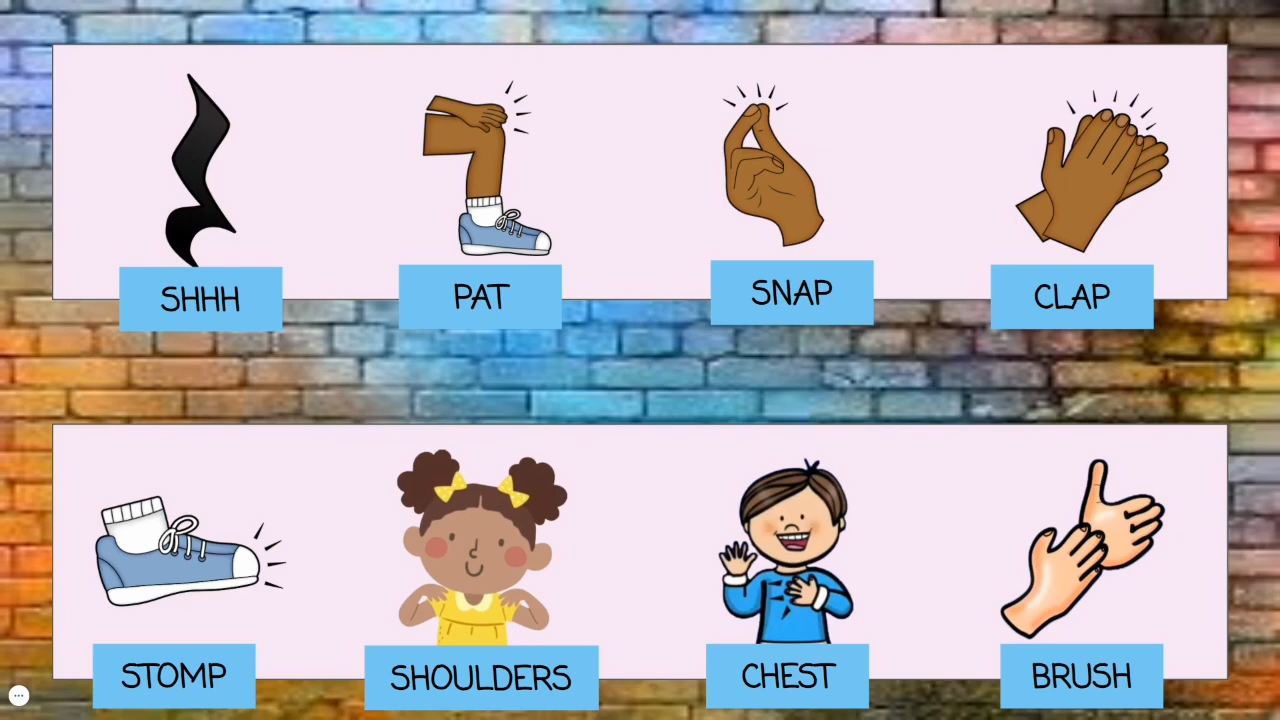 SHHH
PAT
SNAP
CLAP
STOMP
SHOULDERS
CHEST
BRUSH